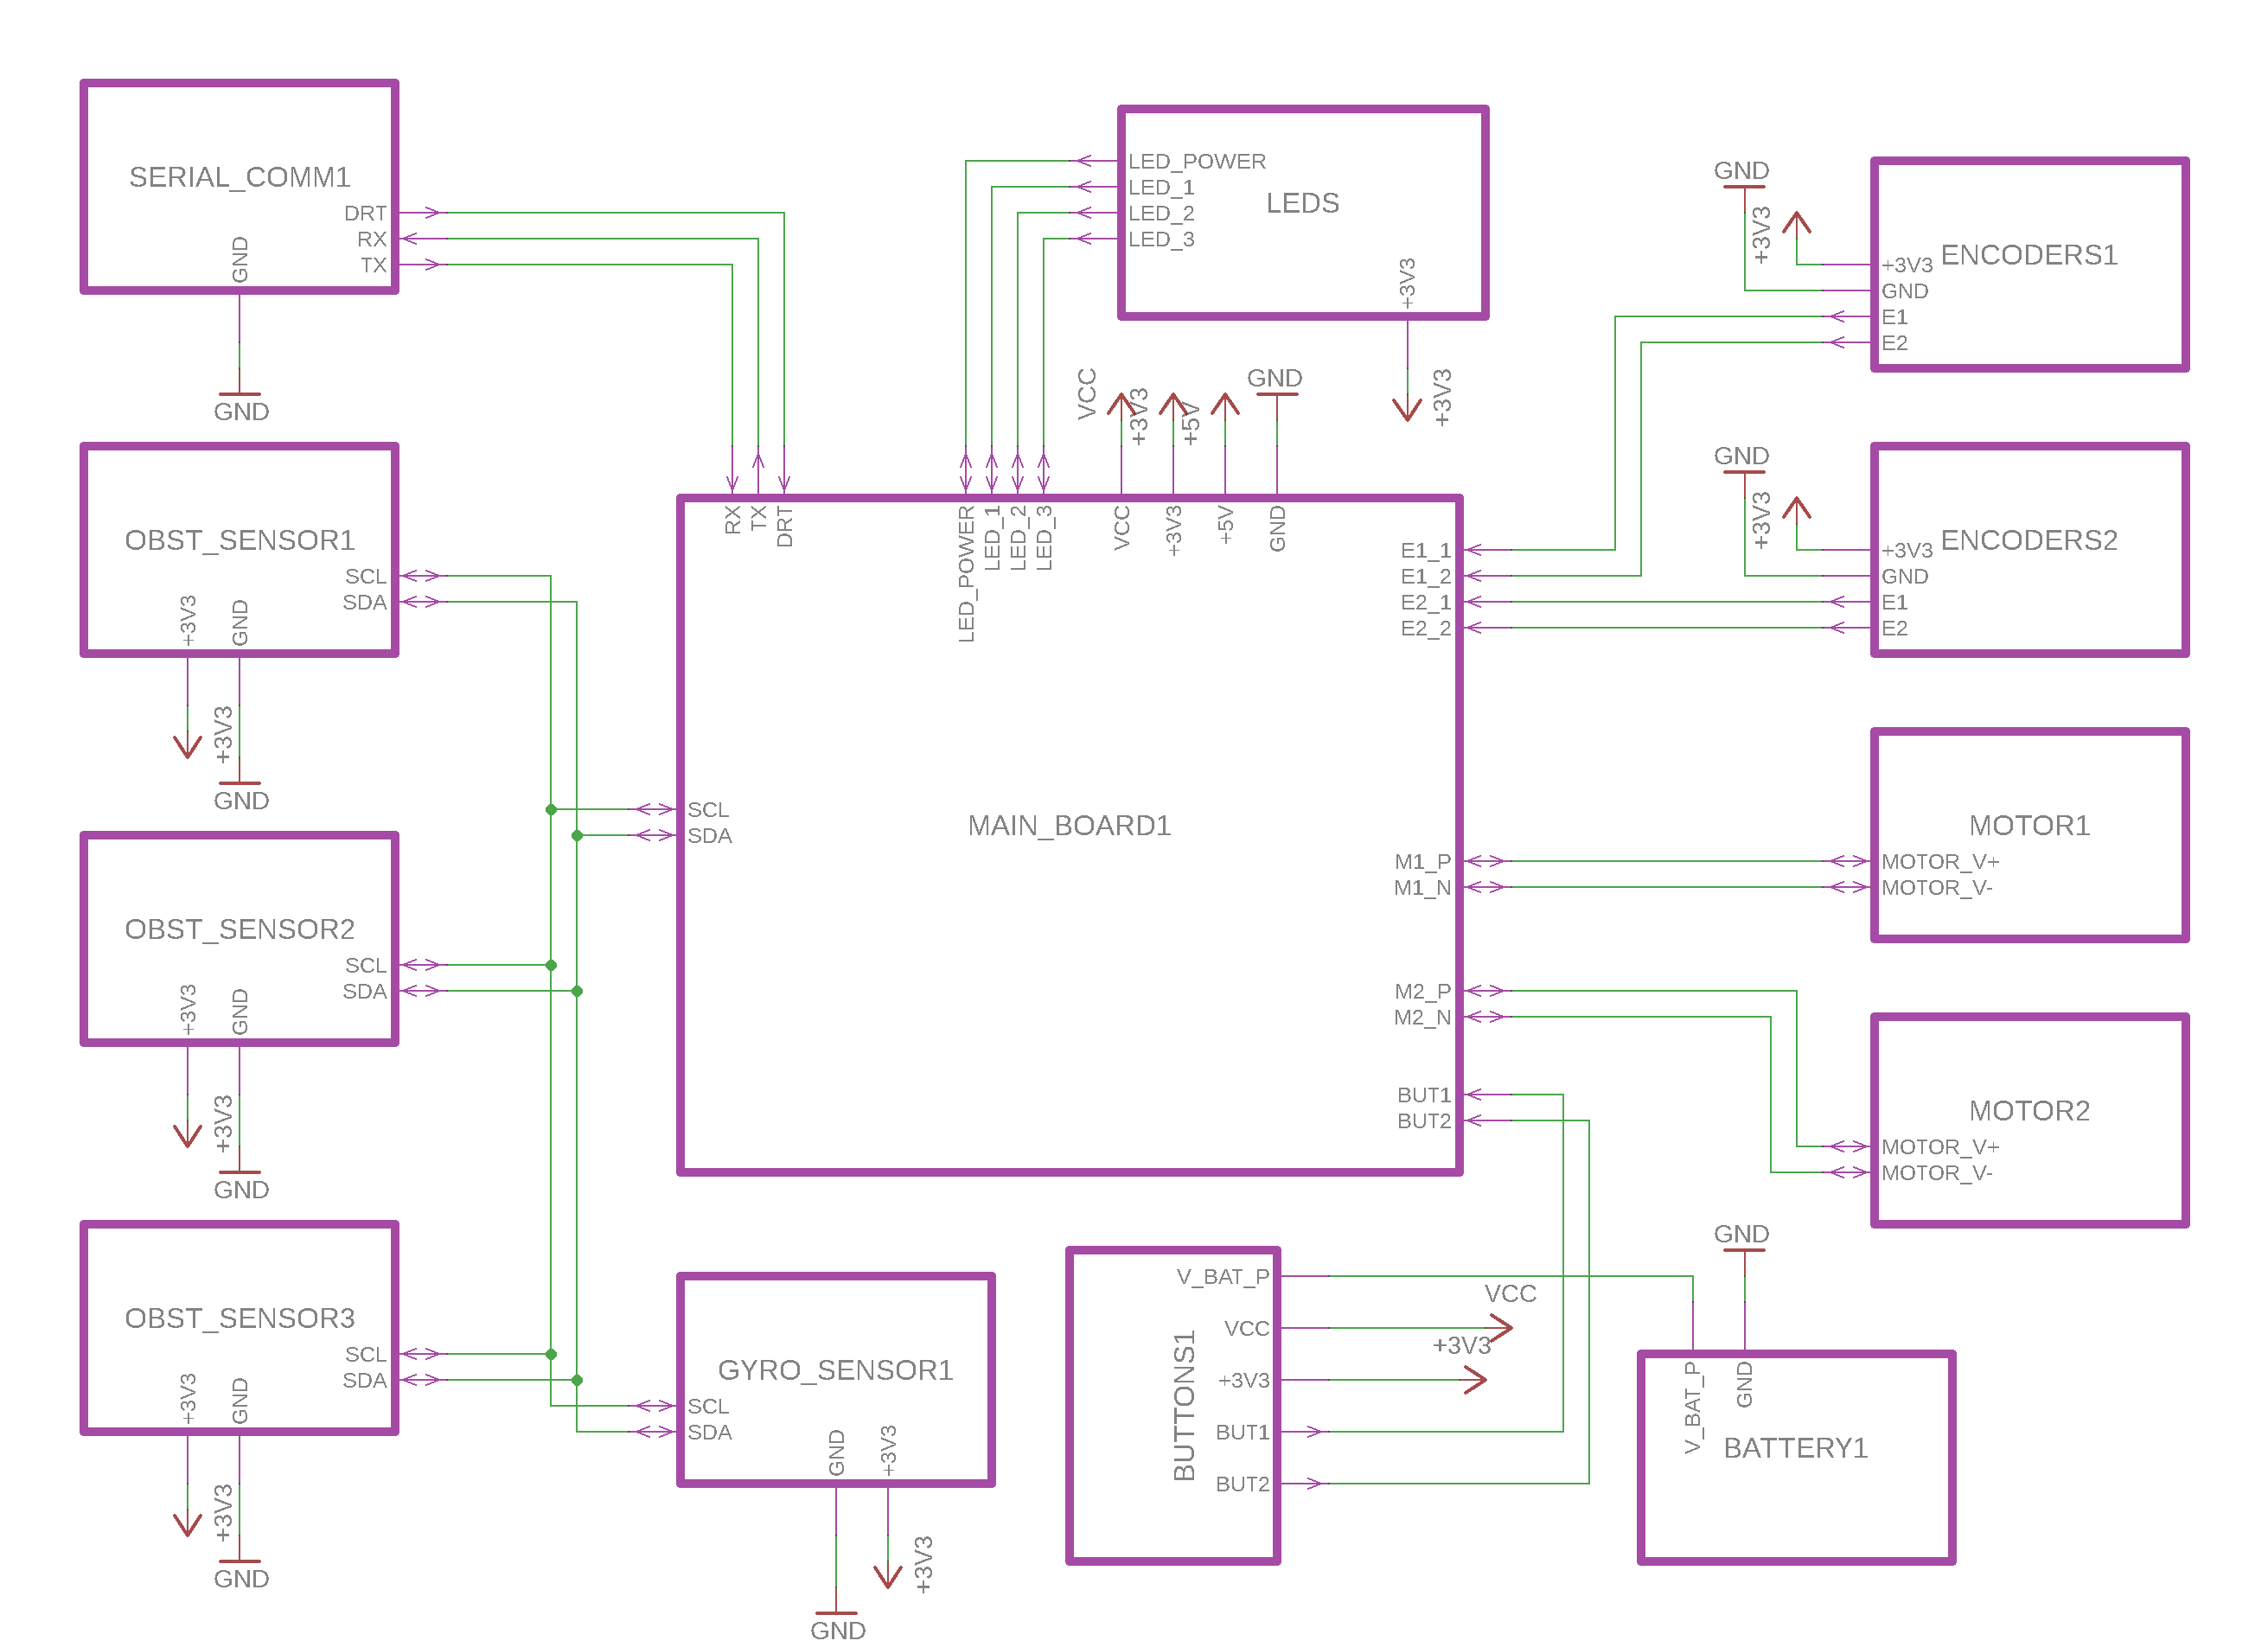 SERIAL_COMM1
DRT
RX
TX
GND
GND
OBST_SENSOR1
SCL
SDA
+3V3
GND
+3V3
GND
OBST_SENSOR2
SCL
SDA
+3V3
GND
+3V3
GND
OBST_SENSOR3
SCL
SDA
+3V3
GND
+3V3
GND
LEDS
LED_POWER
LED_1
LED_2
LED_3
+3V3
+3V3
VCC
+3V3
+5V
GND
MAIN_BOARD1
RX
TX
DRT
LED_POWER
LED_1
LED_2
LED_3
VCC
+3V3
+5V
GND
E1_1
E1_2
E2_1
E2_2
SCL
SDA
M1_P
M1_N
M2_P
M2_N
BUT1
BUT2
GYRO_SENSOR1
SCL
SDA
GND
+3V3
GND
+3V3
BUTTONS1
V_BAT_P
VCC
+3V3
BUT1
BUT2
VCC
+3V3
GND
+3V3
ENCODERS1
+3V3
GND
E1
E2
GND
+3V3
ENCODERS2
+3V3
GND
E1
E2
MOTOR1
MOTOR_V+
MOTOR_V-
MOTOR2
MOTOR_V+
MOTOR_V-
GND
V_BAT_P
GND
BATTERY1